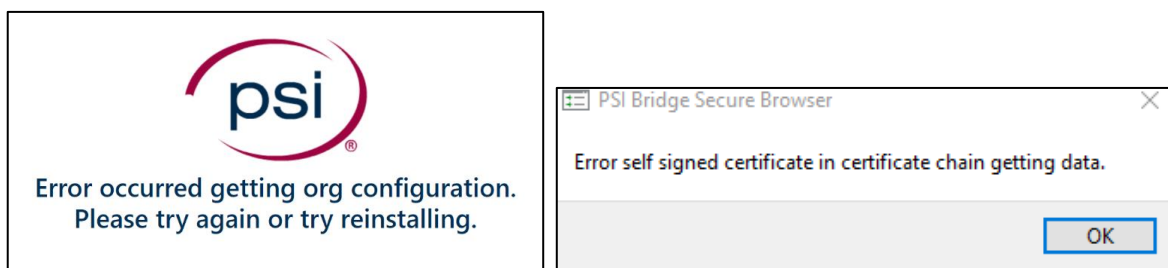 psi
®
Error occurred getting org configuration.
Please try again or try reinstalling.
PSI Bridge Secure Browser
Error self signed certificate in certificate chain getting data.
OK